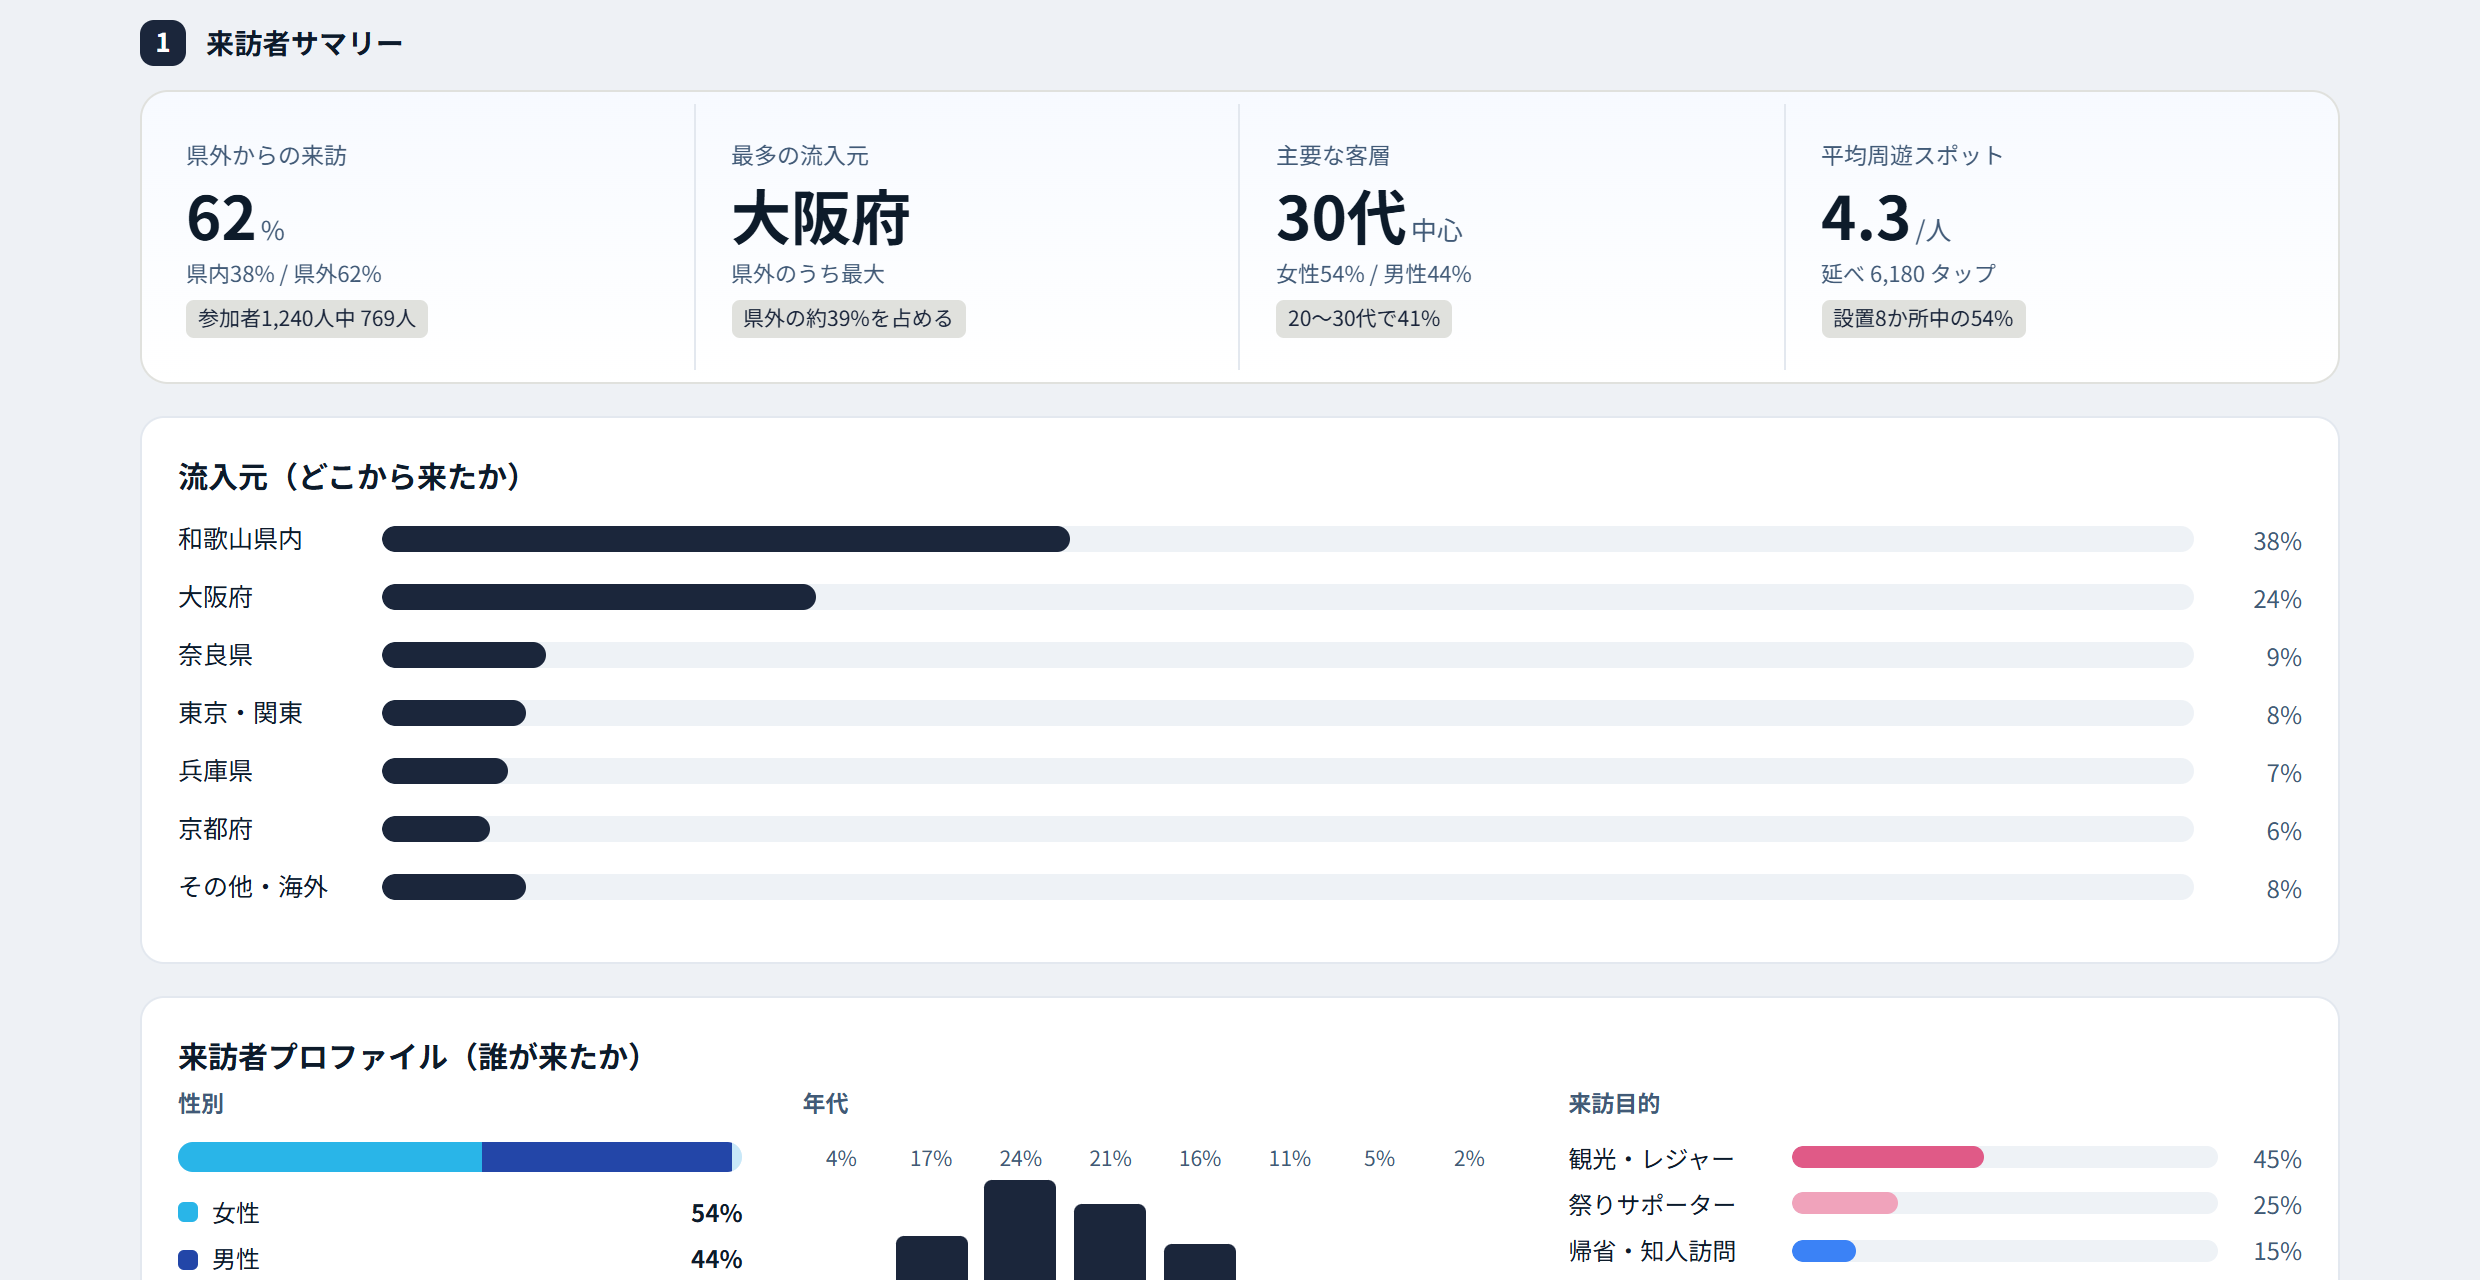 1 来訪者サマリー
県外からの来訪
62%
県内38% / 県外62%
参加者1,240人中 769人
最多の流入元
大阪府
県外のうち最大
県外の約39%を占める
主要な客層
30代中心
女性54% / 男性44%
20〜30代で41%
平均周遊スポット
4.3/人
延べ 6,180 タップ
設置8か所中の54%
流入元（どこから来たか）
和歌山県内 38%
大阪府 24%
奈良県 9%
東京・関東 8%
兵庫県 7%
京都府 6%
その他・海外 8%
来訪者プロファイル（誰が来たか）
性別
女性 54%
男性 44%
年代
4% 17% 24% 21% 16% 11% 5% 2%
来訪目的
観光・レジャー 45%
祭りサポーター 25%
帰省・知人訪問 15%